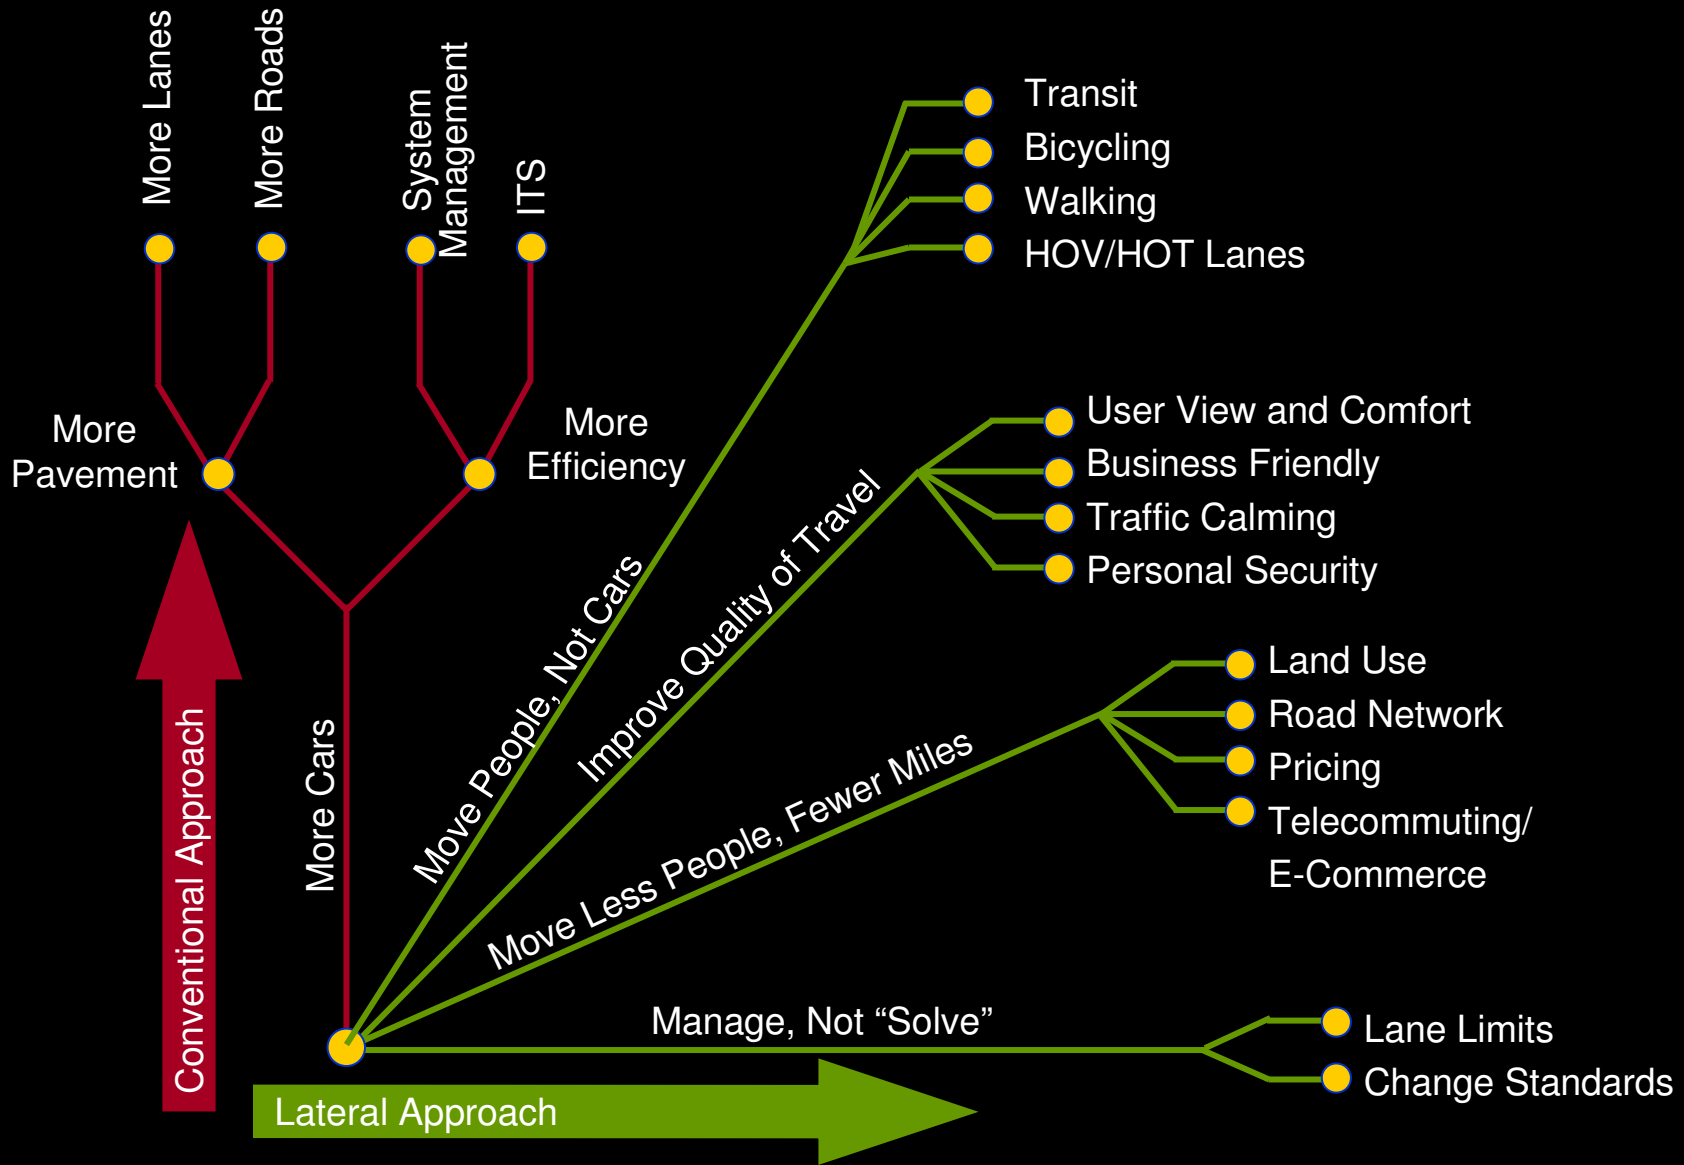 More Lanes
More Roads
System
Management
ITS
More
Pavement
More
Efficiency
More Cars
Conventional Approach
Move People, Not Cars
Transit
Bicycling
Walking
HOV/HOT Lanes
Improve Quality of Travel
User View and Comfort
Business Friendly
Traffic Calming
Personal Security
Move Less People, Fewer Miles
Land Use
Road Network
Pricing
Telecommuting/
E-Commerce
Manage, Not “Solve”
Lane Limits
Change Standards
Lateral Approach